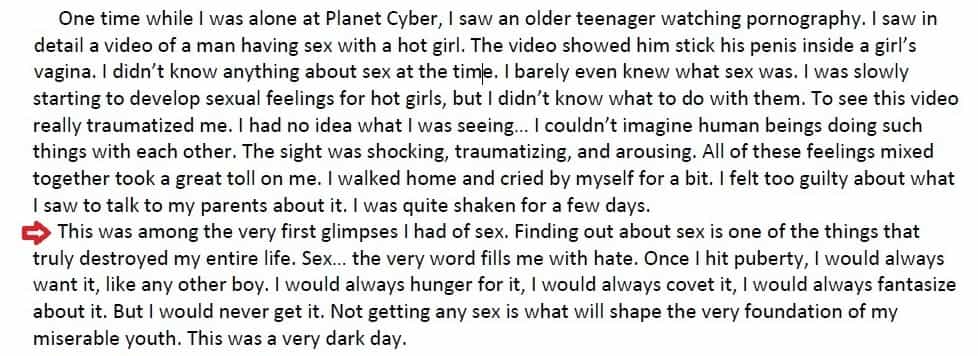 One time while I was alone at Planet Cyber, I saw an older teenager watching pornography. I saw in
detail a video of a man having sex with a hot girl. The video showed him stick his penis inside a girl's
vagina. I didn't know anything about sex at the time. I barely even knew what sex was. I was slowly
starting to develop sexual feelings for hot girls, but I didn't know what to do with them. To see this video
really traumatized me. I had no idea what I was seeing... I couldn't imagine human beings doing such
things with each other. The sight was shocking, traumatizing, and arousing. All of these feelings mixed
together took a great toll on me. I walked home and cried by myself for a bit. I felt too guilty about what
I saw to talk to my parents about it. I was quite shaken for a few days.
This was among the very first glimpses I had of sex. Finding out about sex is one of the things that
truly destroyed my entire life. Sex... the very word fills me with hate. Once I hit puberty, I would always
want it, like any other boy. I would always hunger for it, I would always covet it, I would always fantasize
about it. But I would never get it. Not getting any sex is what will shape the very foundation of my
miserable youth. This was a very dark day.